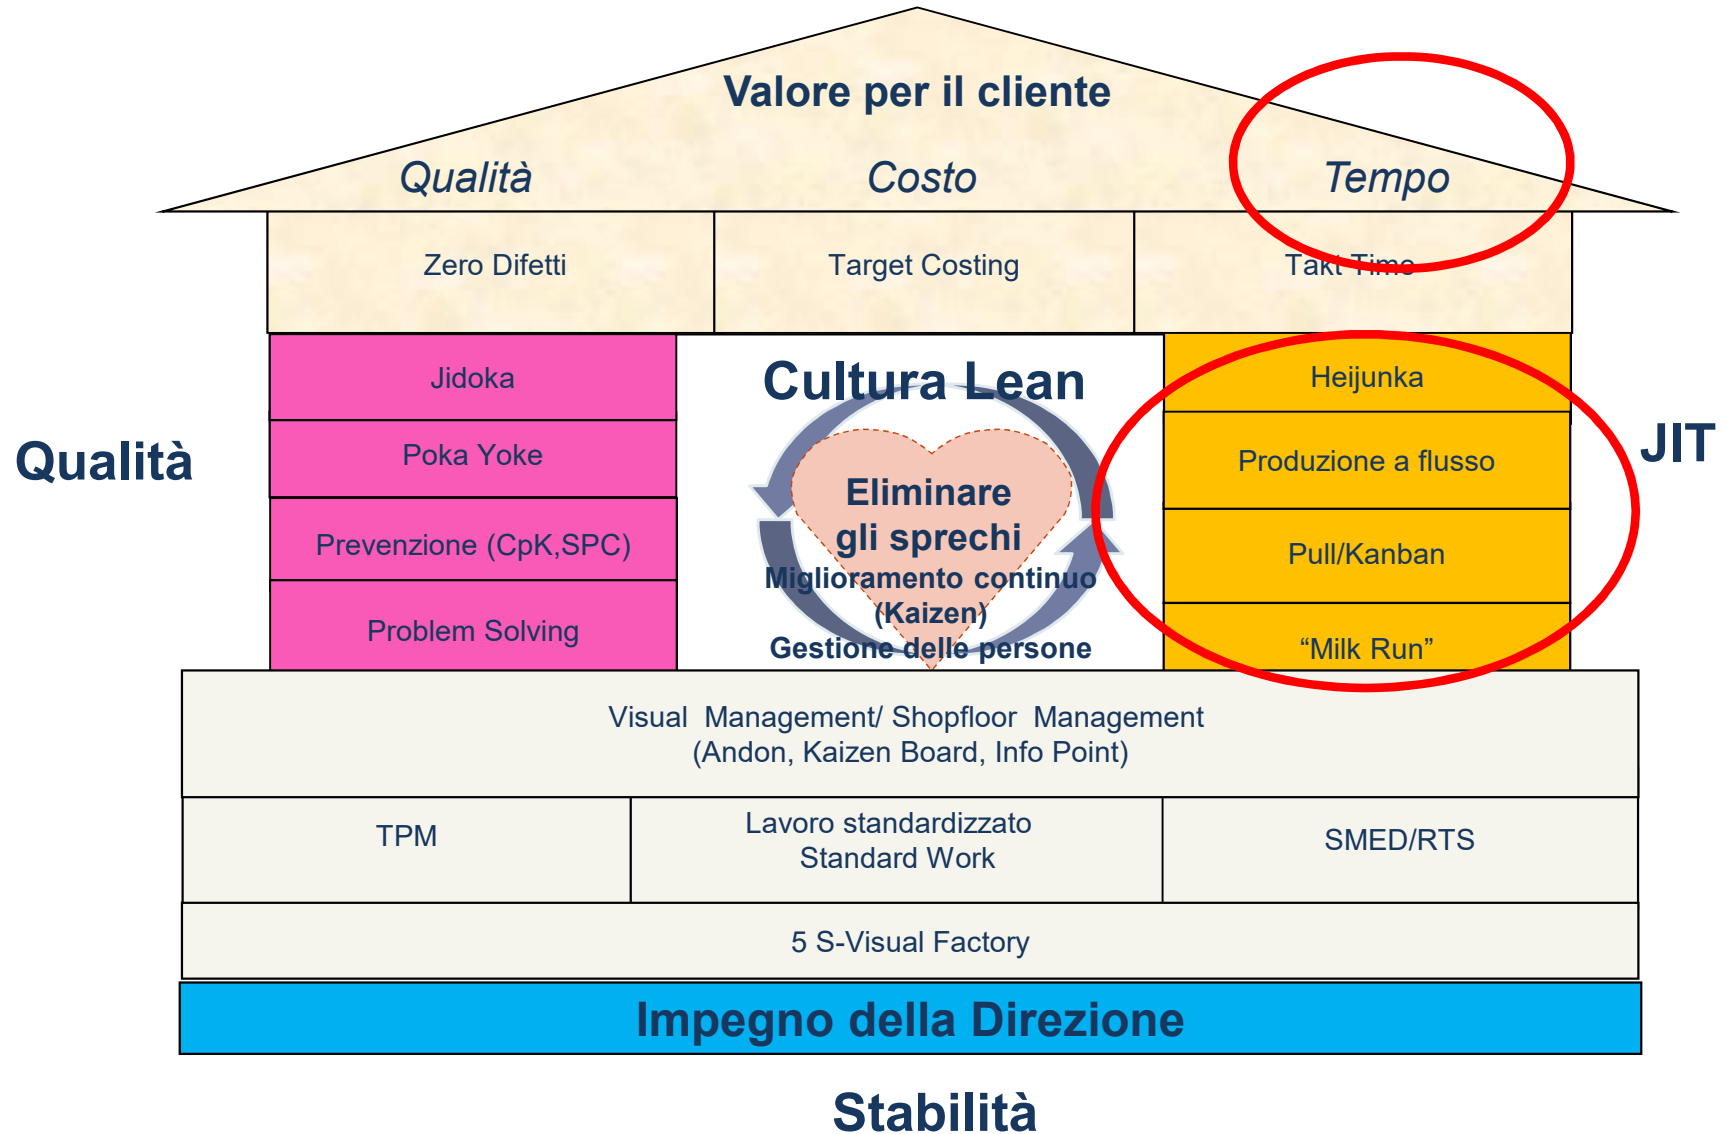 Valore per il cliente
Qualità
Costo
Tempo
Zero Difetti
Target Costing
Takt Time
Qualità
Jidoka
Poka Yoke
Prevenzione (CpK,SPC)
Problem Solving
Cultura Lean
Eliminare
gli sprechi
Miglioramento continuo
(Kaizen)
Gestione delle persone
Heijunka
Produzione a flusso
Pull/Kanban
“Milk Run”
JIT
Visual Management/ Shopfloor Management
(Andon, Kaizen Board, Info Point)
TPM
Lavoro standardizzato
Standard Work
SMED/RTS
5 S-Visual Factory
Impegno della Direzione
Stabilità